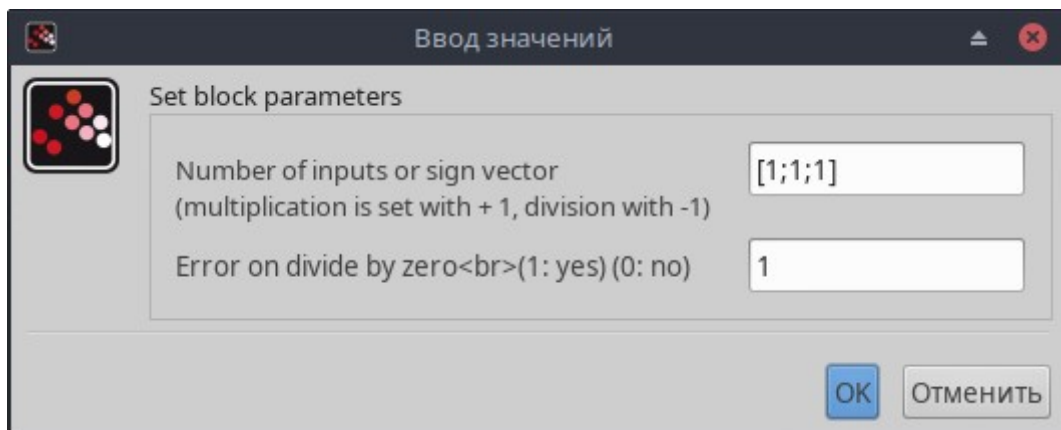 Ввод значений
Set block parameters
Number of inputs or sign vector
(multiplication is set with + 1, division with -1)
[1;1;1]
Error on divide by zero<br>(1: yes) (0: no)
1
OK
Отменить